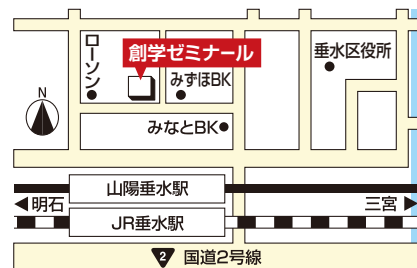 創学ゼミナール
ローソン
みずほBK
垂水区役所
N
みなとBK
山陽垂水駅
明石
三宮
JR垂水駅
2 国道2号線